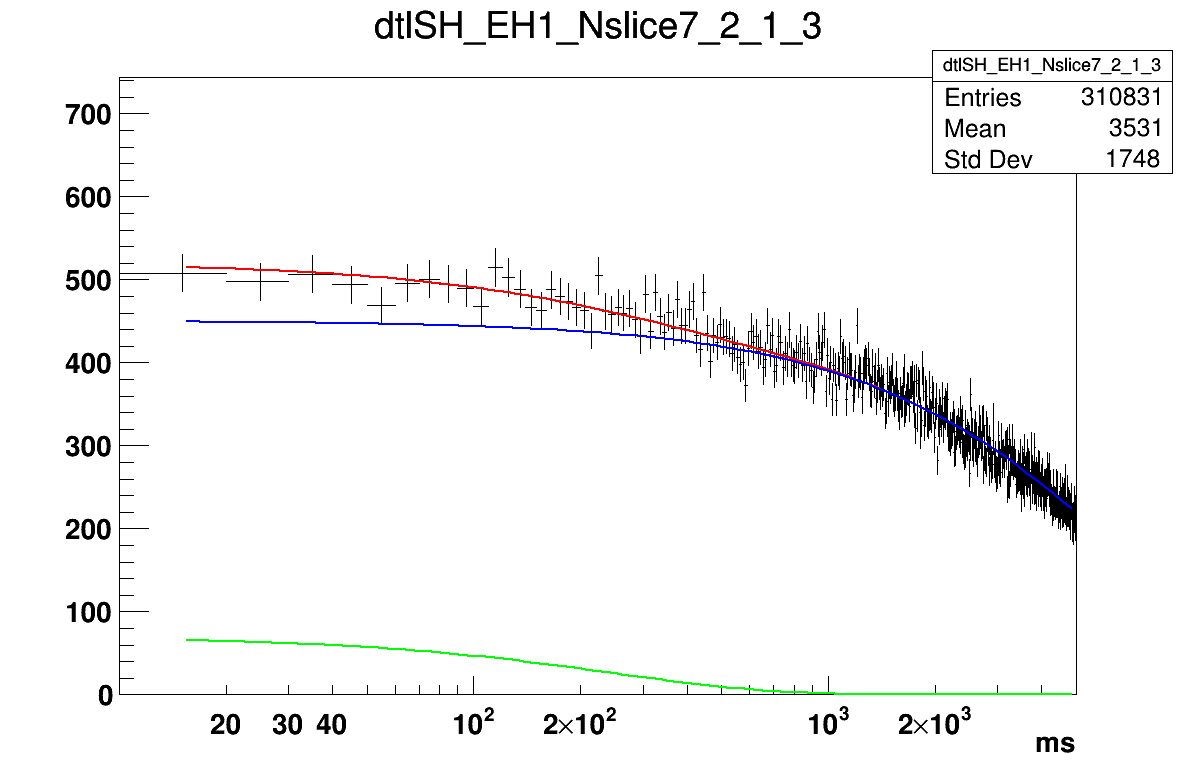 dtlSH_EH1_Nslice7_2_1_3
dtlSH_EH1_Nslice7_2_1_3
Entries 310831
Mean 3531
Std Dev 1748
700
600
500
400
300
200
100
0
20 30 40 10² 2×10² 10³ 2×10³
ms